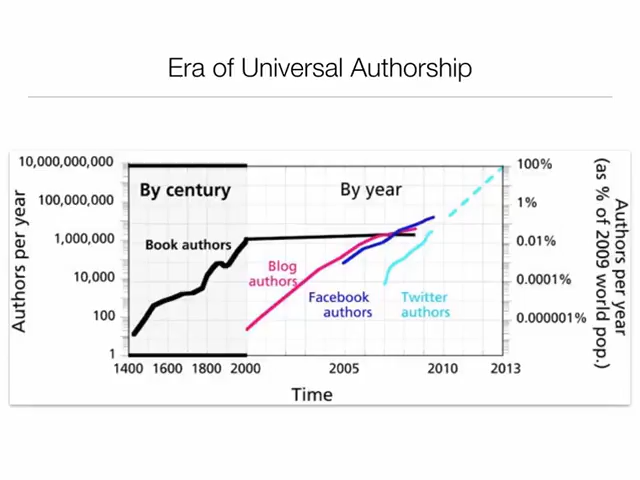 Era of Universal Authorship
10,000,000,000
100,000,000
1,000,000
10,000
100
1
Authors per year
By century
By year
Book authors
Blog
authors
Facebook
authors
Twitter
authors
100%
1%
0.01%
0.0001%
0.000001%
Authors per year
(as % of 2009 world pop.)
1400 1600 1800 2000 2005 2010 2013
Time